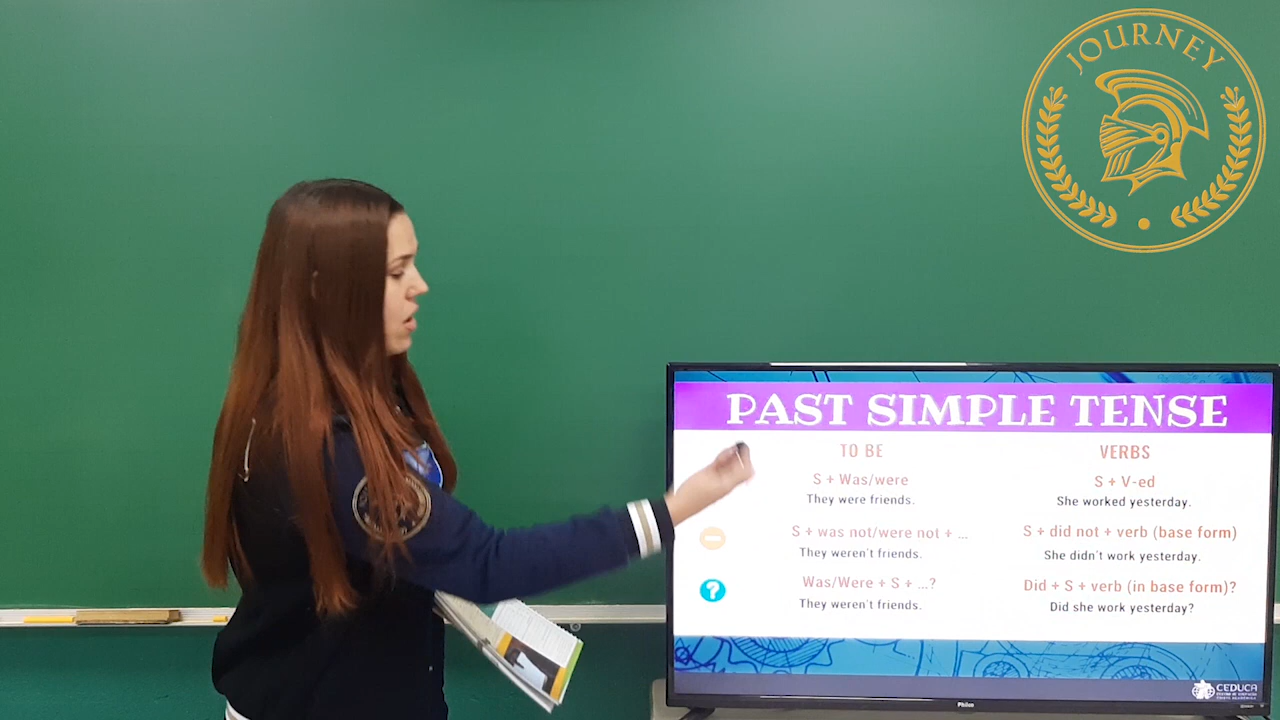 JOURNEY
PAST SIMPLE TENSE
TO BE
S + Was/were
They were friends.
S + was not/were not + ...
They weren't friends.
Was/Were + S + ...?
They weren't friends.
VERBS
S + V-ed
She worked yesterday.
S + did not + verb (base form)
She didn't work yesterday.
Did + S + verb (in base form)?
Did she work yesterday?
?
CEDUCA
Philco